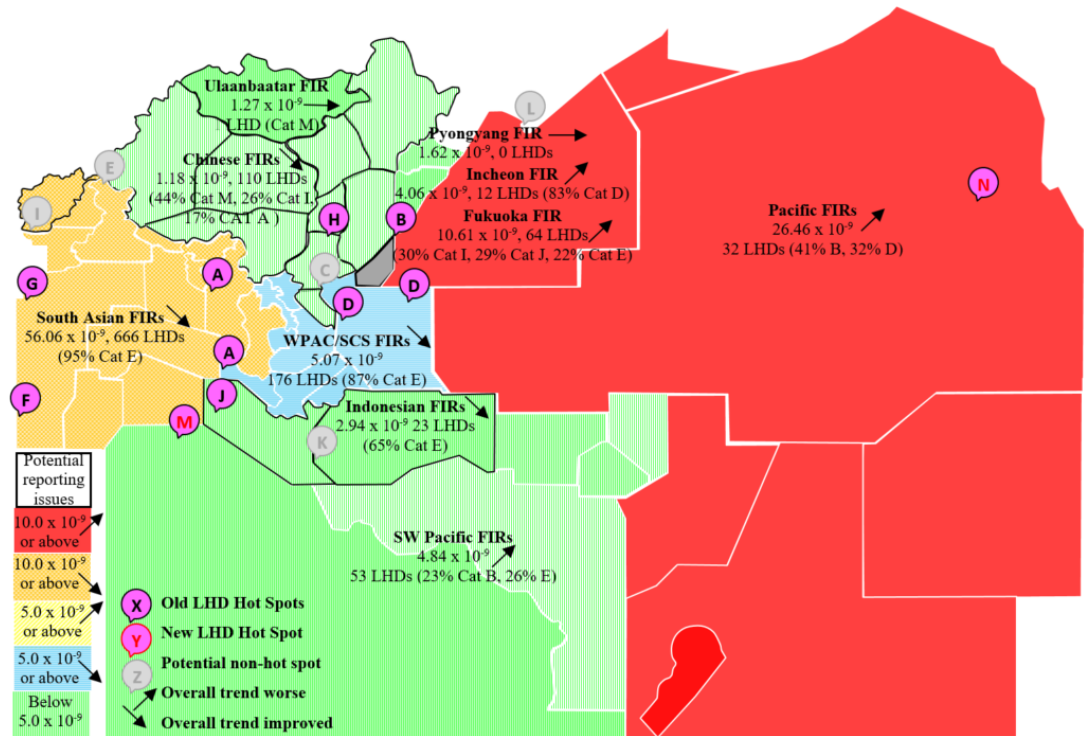 Ulaanbaatar FIR
1.27 x 10-9
LHD (Cat M)
Chinese FIRs
1.18 x 10-9, 110 LHDs
(44% Cat M, 26% Cat I,
17% CAT A )
L
Pyongyang FIR
1.62 x 10-9, 0 LHDs
Incheon FIR
4.06 x 10-9, 12 LHDs (83% Cat D)
Fukuoka FIR
10.61 x 10-9, 64 LHDs
(30% Cat I, 29% Cat J, 22% Cat E)
N
Pacific FIRs
26.46 x 10-9
32 LHDs (41% B, 32% D)
E
I
H
B
G
A
C
D
D
South Asian FIRs
56.06 x 10-9, 666 LHDs
(95% Cat E)
A
WPAC/SCS FIRs
5.07 x 10-9
176 LHDs (87% Cat E)
F
J
M
K
Indonesian FIRs
2.94 x 10-9 23 LHDs
(65% Cat E)
SW Pacific FIRs
4.84 x 10-9
53 LHDs (23% Cat B, 26% E)
Potential
reporting
issues
10.0 x 10-9
or above
10.0 x 10-9
or above
5.0 x 10-9
or above
5.0 x 10-9
or above
Below
5.0 x 10-9
X Old LHD Hot Spots
Y New LHD Hot Spot
Z Potential non-hot spot
Overall trend worse
Overall trend improved